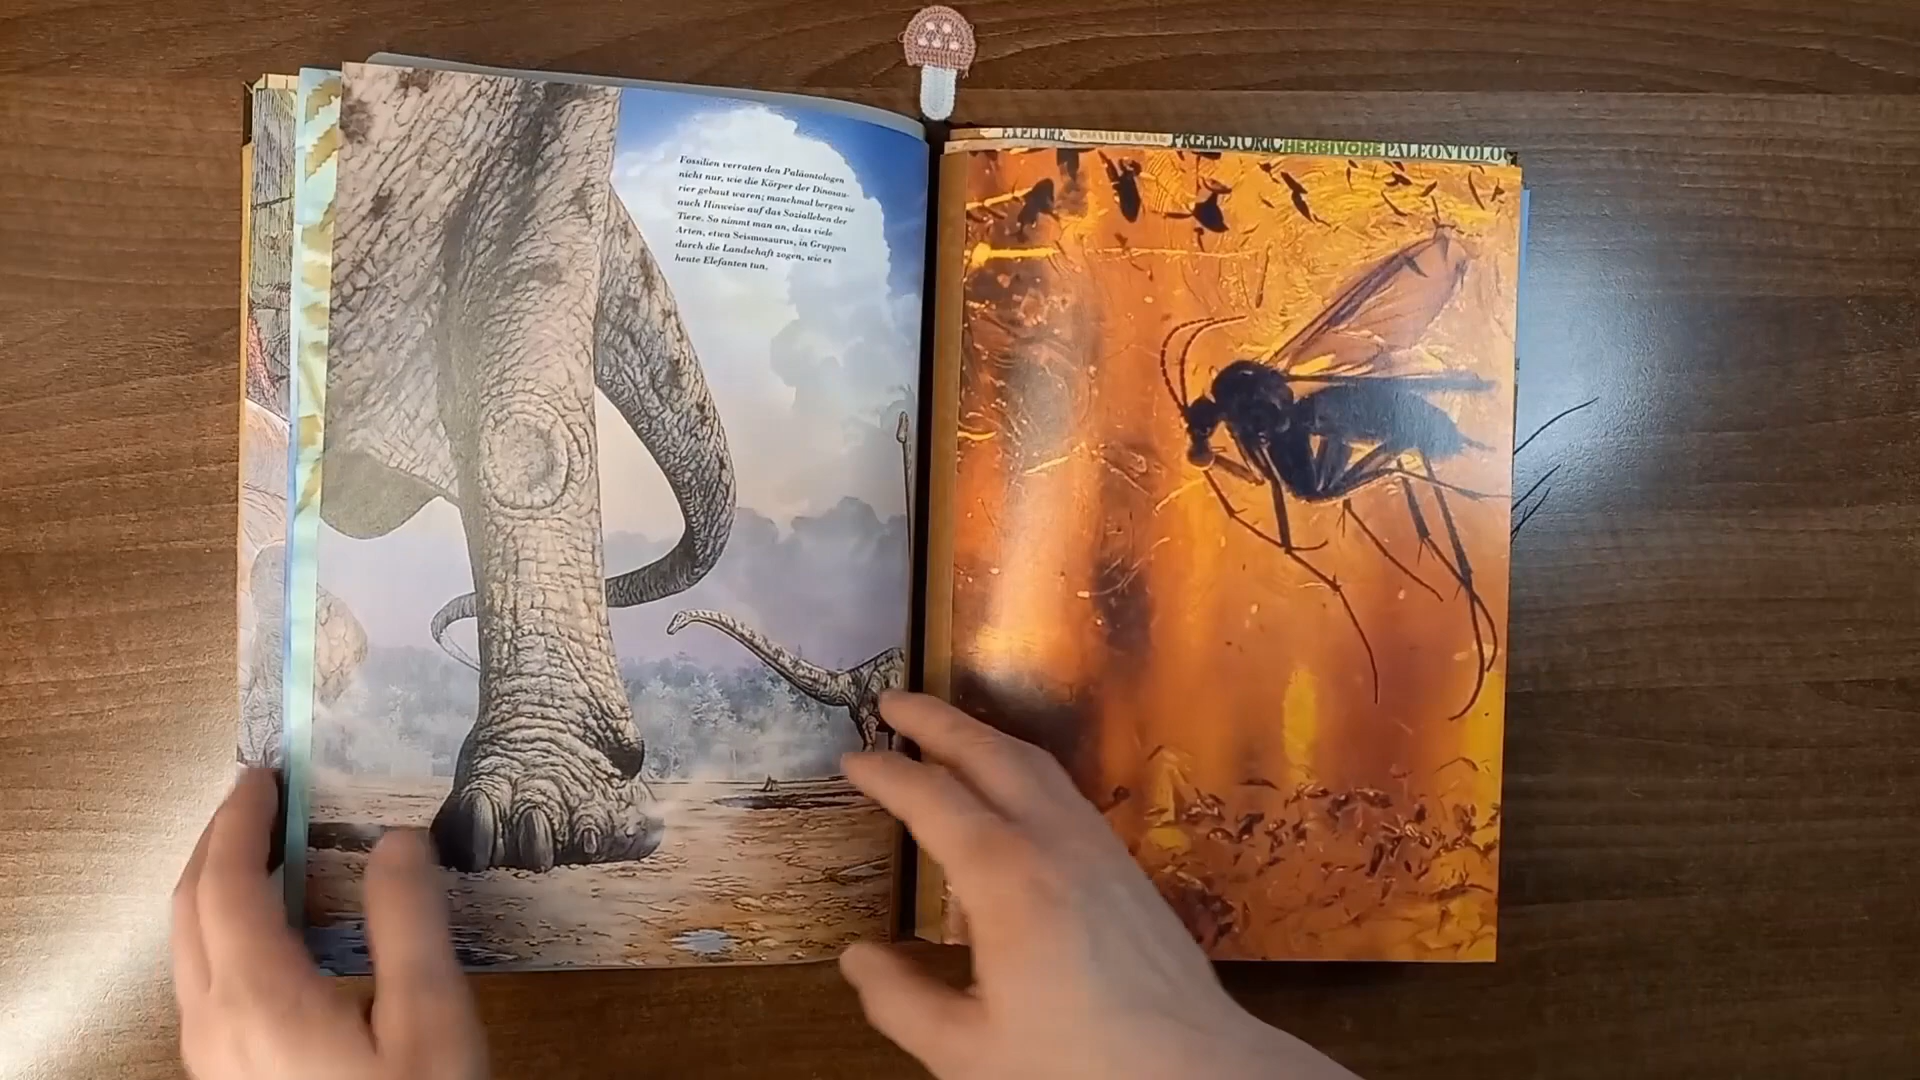 Fossilien verraten den Paläontologen
nicht nur, wie die Körper der Dinosau-
rier gebaut waren; manchmal bergen sie
auch Hinweise auf das Sozialleben der
Tiere. So nimmt man an, dass viele
Arten, etwa Seismosaurus, in Gruppen
durch die Landschaft zogen, wie es
heute Elefanten tun.
EXPLORE PREHISTORIC HERBIVORE PALEONTOLO